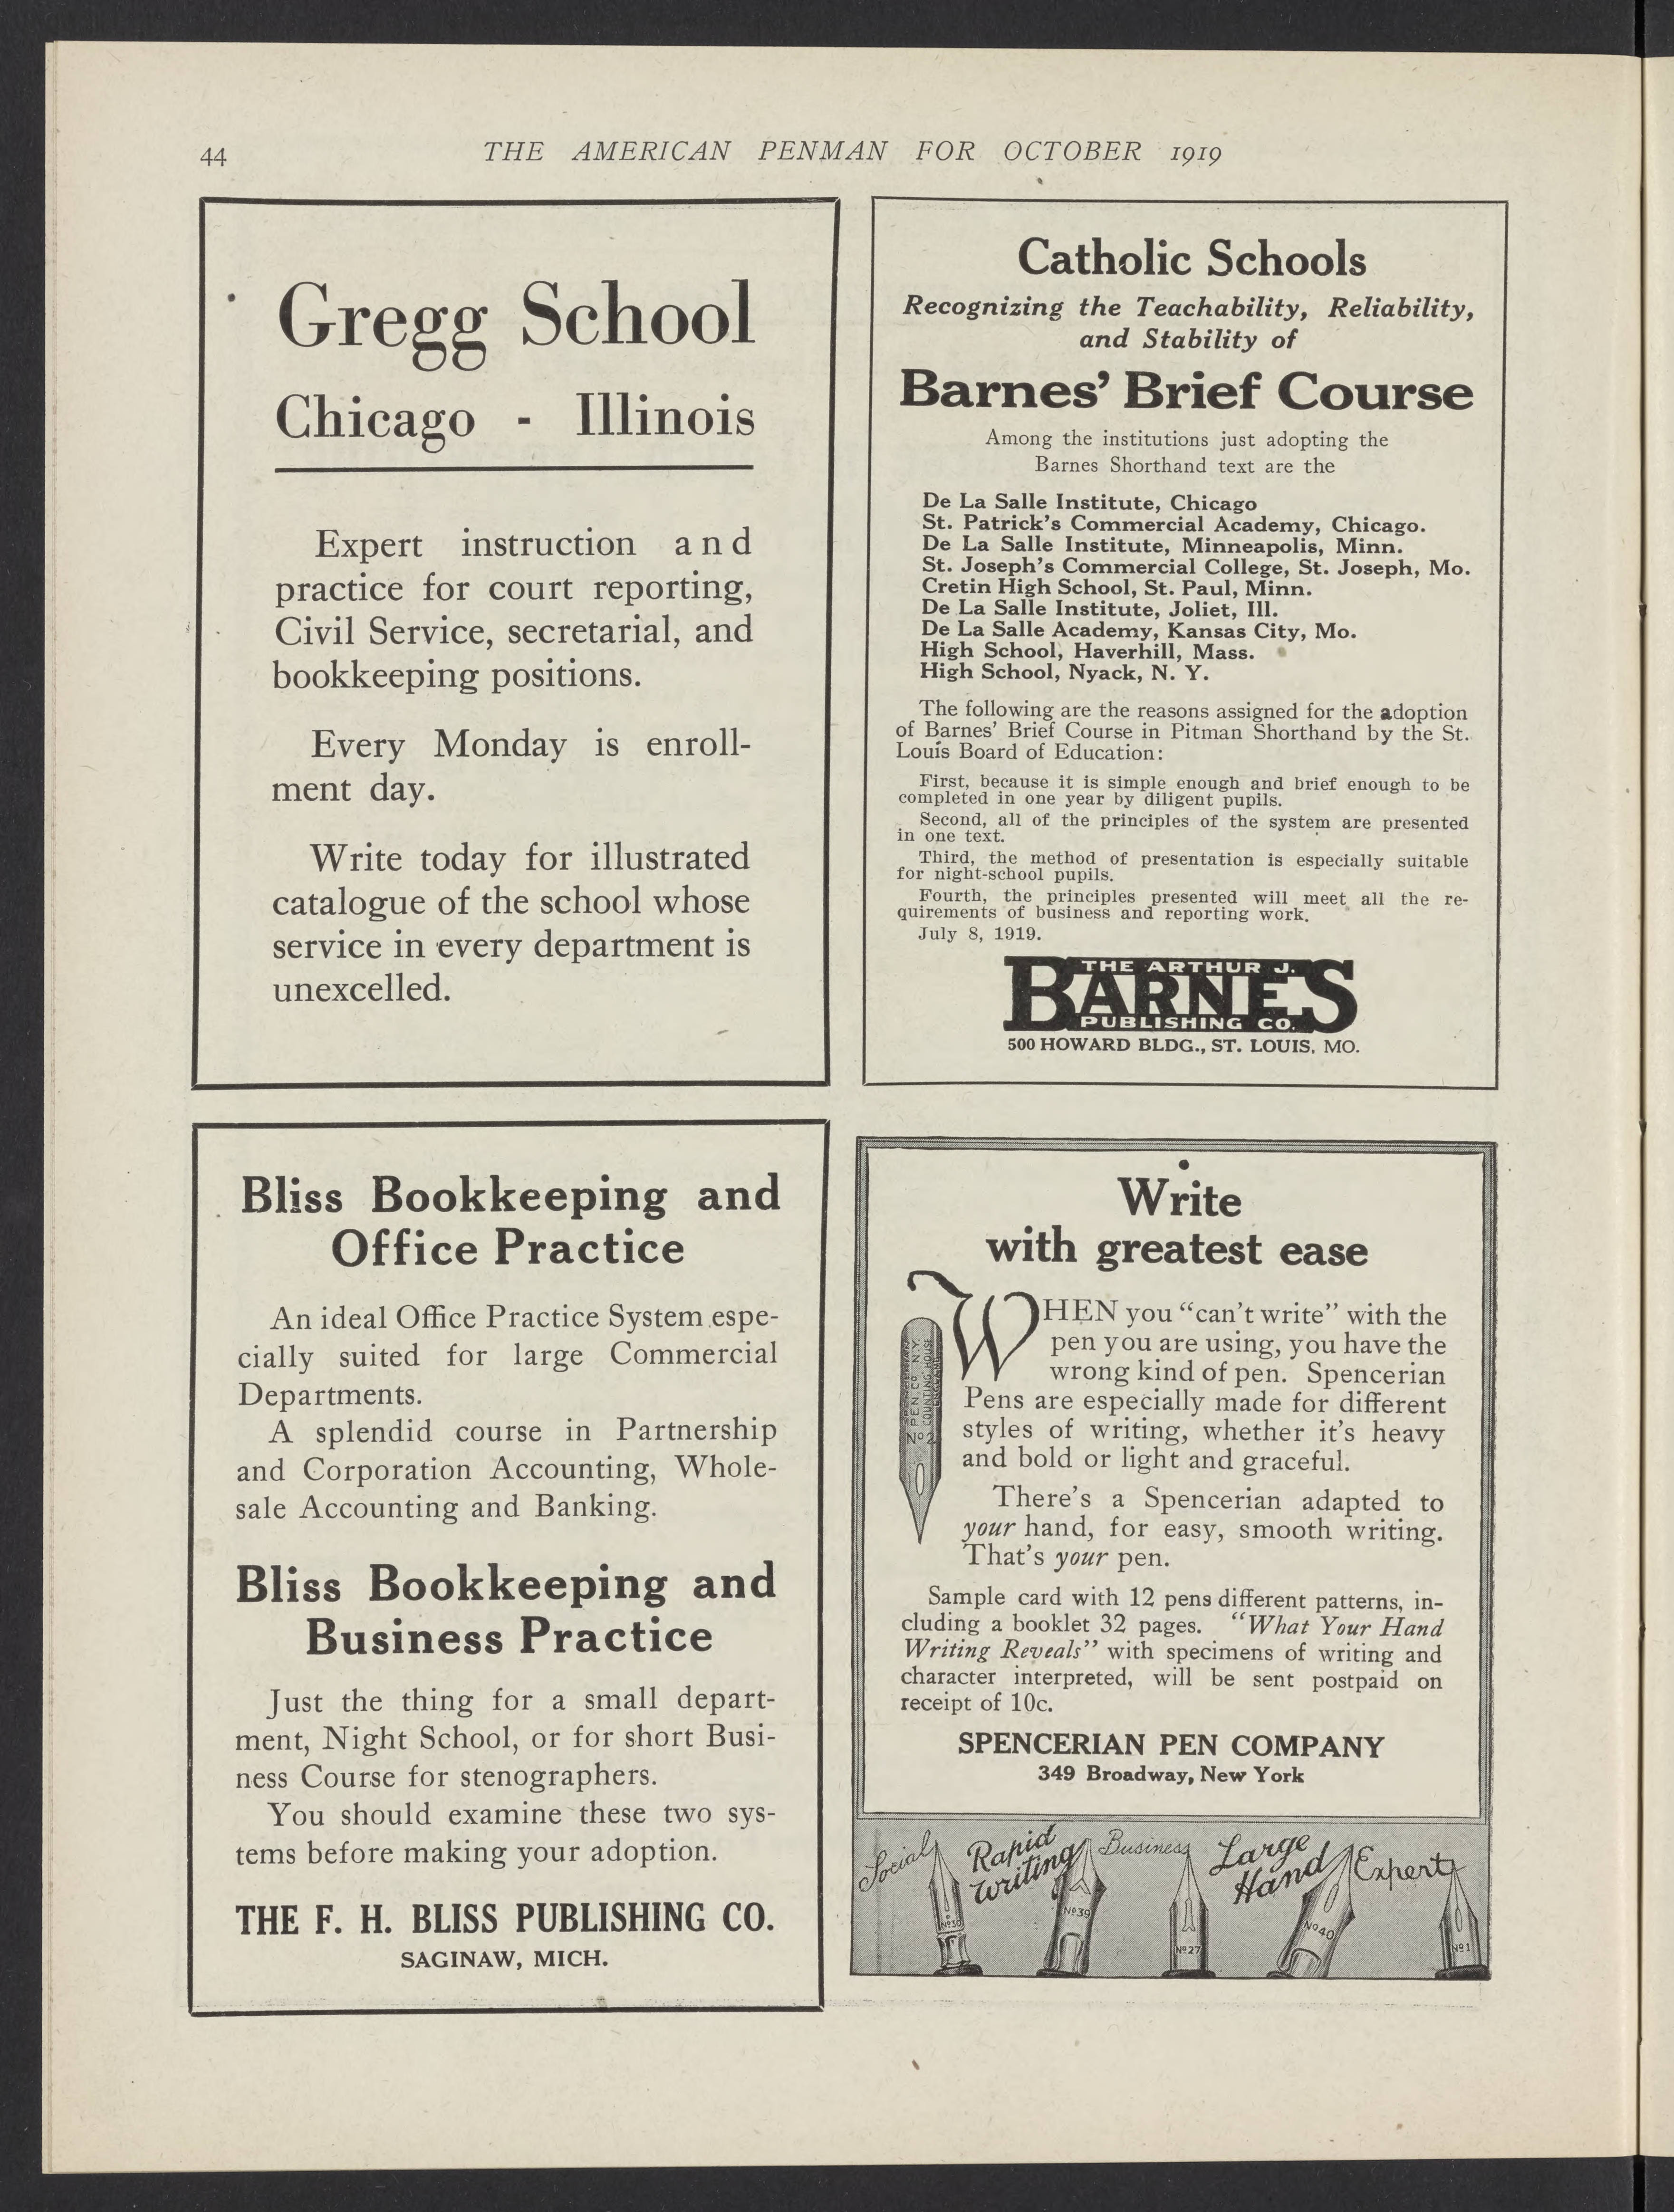 44
THE AMERICAN PENMAN FOR OCTOBER 1919
Gregg School
Chicago - Illinois
Expert instruction and
practice for court reporting,
Civil Service, secretarial, and
bookkeeping positions.
Every Monday is enroll-
ment day.
Write today for illustrated
catalogue of the school whose
service in every department is
unexcelled.
Catholic Schools
Recognizing the Teachability, Reliability,
and Stability of
Barnes' Brief Course
Among the institutions just adopting the
Barnes Shorthand text are the
De La Salle Institute, Chicago
St. Patrick's Commercial Academy, Chicago.
De La Salle Institute, Minneapolis, Minn.
St. Joseph's Commercial College, St. Joseph, Mo.
Cretin High School, St. Paul, Minn.
De La Salle Institute, Joliet, Ill.
De La Salle Academy, Kansas City, Mo.
High School, Haverhill, Mass.
High School, Nyack, N. Y.
The following are the reasons assigned for the adoption
of Barnes' Brief Course in Pitman Shorthand by the St.
Louis Board of Education:
First, because it is simple enough and brief enough to be
completed in one year by diligent pupils.
Second, all of the principles of the system are presented
in one text.
Third, the method of presentation is especially suitable
for night-school pupils.
Fourth, the principles presented will meet all the re-
quirements of business and reporting work.
July 8, 1919.
THE ARTHUR J.
BARNES
PUBLISHING CO.
500 HOWARD BLDG., ST. LOUIS, MO.
Bliss Bookkeeping and
Office Practice
An ideal Office Practice System espe-
cially suited for large Commercial
Departments.
A splendid course in Partnership
and Corporation Accounting, Whole-
sale Accounting and Banking.
Bliss Bookkeeping and
Business Practice
Just the thing for a small depart-
ment, Night School, or for short Busi-
ness Course for stenographers.
You should examine these two sys-
tems before making your adoption.
THE F. H. BLISS PUBLISHING CO.
SAGINAW, MICH.
Write
with greatest ease
WHEN you "can't write" with the
pen you are using, you have the
wrong kind of pen. Spencerian
Pens are especially made for different
styles of writing, whether it's heavy
and bold or light and graceful.
There's a Spencerian adapted to
your hand, for easy, smooth writing.
That's your pen.
SPENCERIAN
PEN Co. N.Y.
COUNTING HOUSE
No 2
Sample card with 12 pens different patterns, in-
cluding a booklet 32 pages. "What Your Hand
Writing Reveals" with specimens of writing and
character interpreted, will be sent postpaid on
receipt of 10c.
SPENCERIAN PEN COMPANY
349 Broadway, New York
Social
Rapid
Writing
Business
Large
Hand
Expert
No 30
No 39
No 27
No 40
No 1